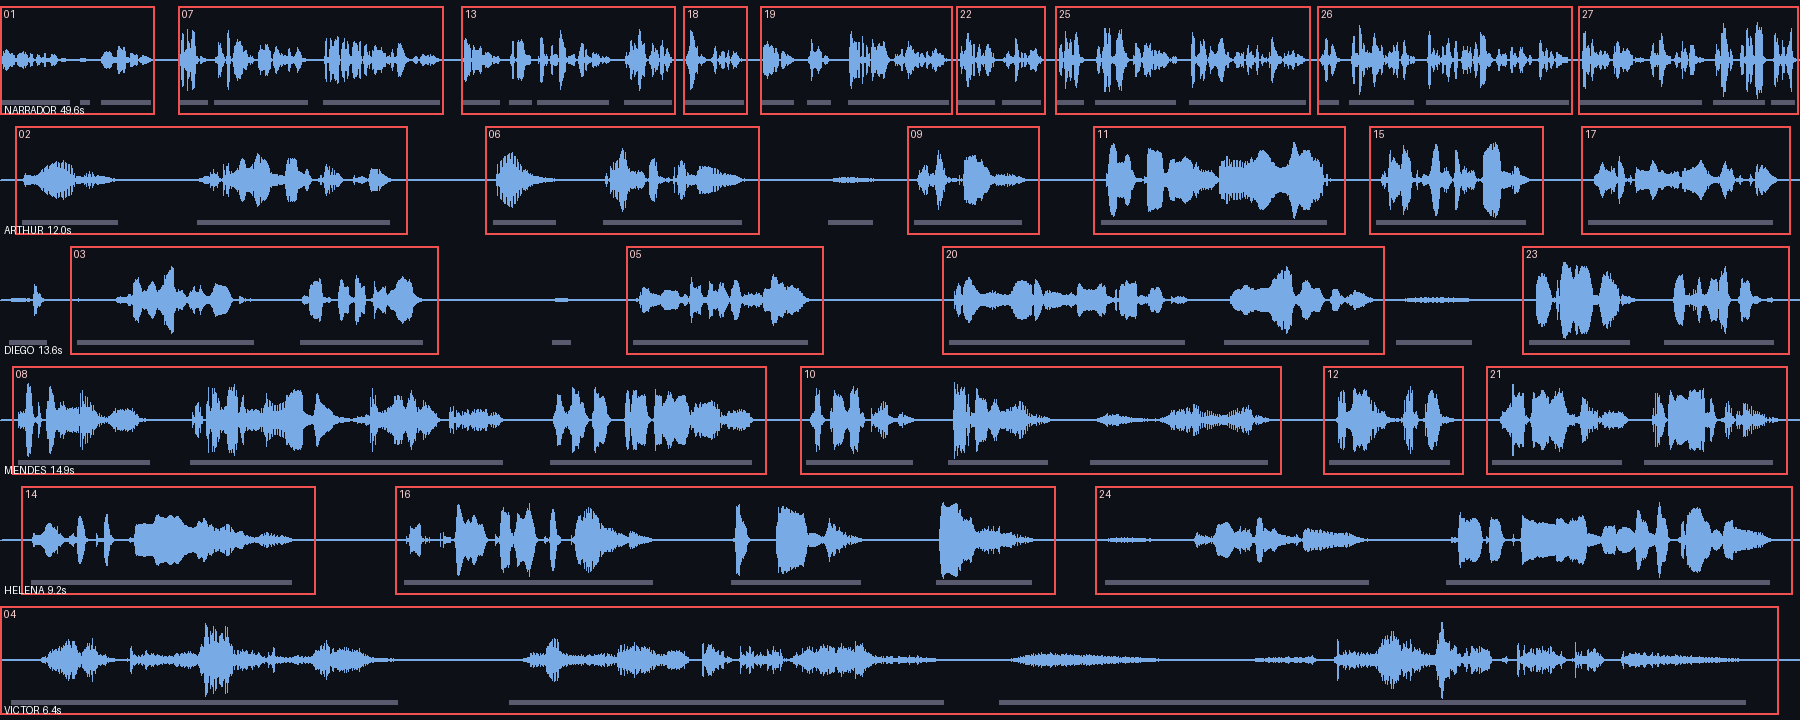 01 07 13 18 19 22 25 26 27
NARRADOR 49.6s
02 06 09 11 15 17
ARTHUR 12.0s
03 05 20 23
DIEGO 13.6s
08 10 12 21
MENDES 14.9s
14 16 24
HELENA 9.2s
04
VICTOR 6.4s